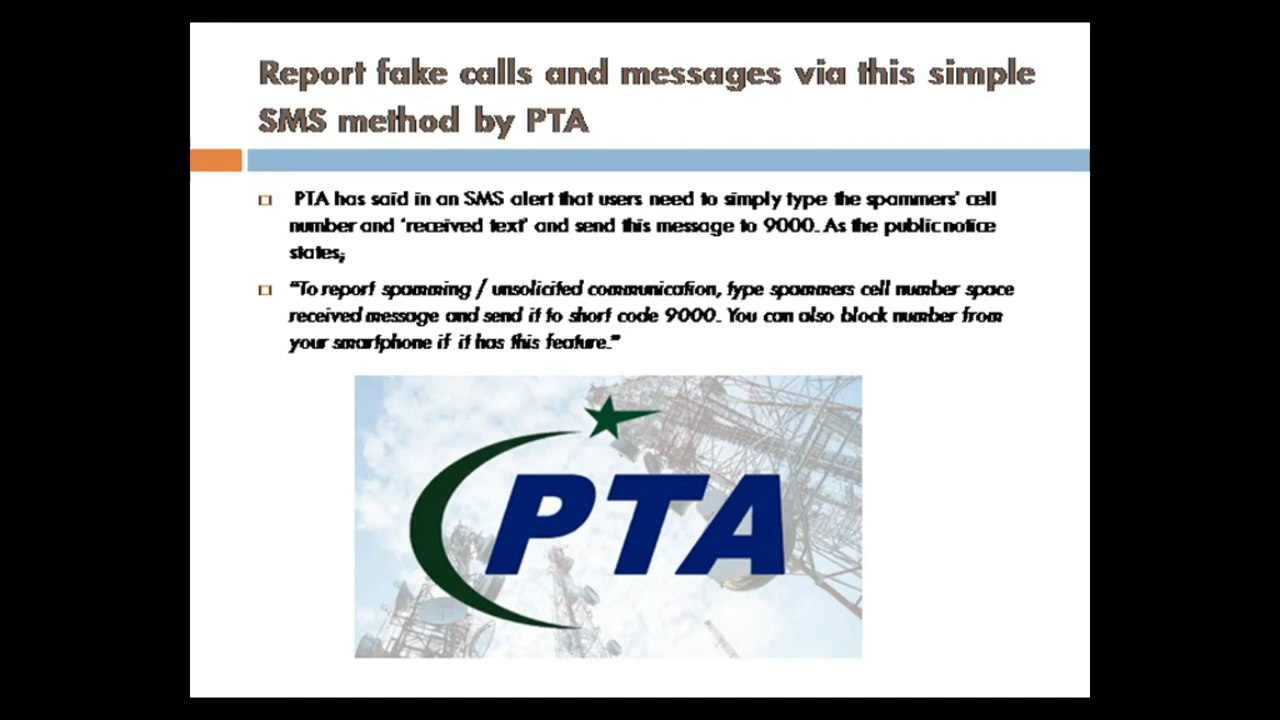 Report fake calls and messages via this simple
SMS method by PTA
PTA has said in an SMS alert that users need to simply type the spammers' cell
number and 'received text' and send this message to 9000. As the public notice
states;
"To report spamming / unsolicited communication, type spammers cell number space
received message and send it to short code 9000. You can also block number from
your smartphone if it has this feature."
PTA